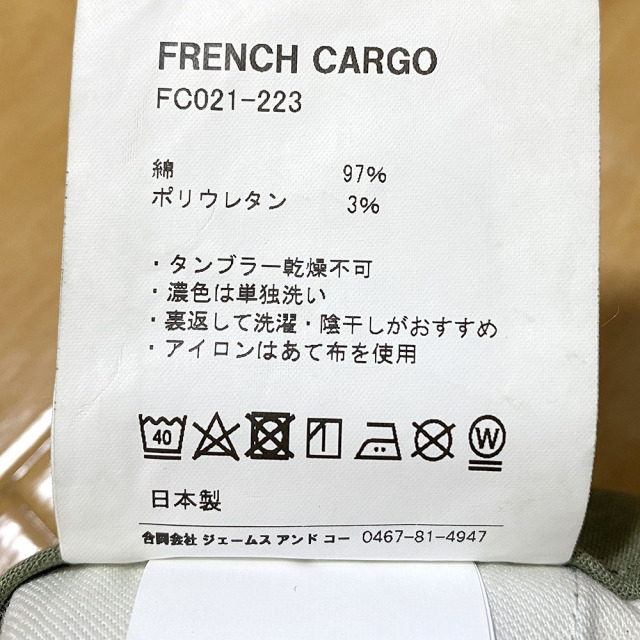 FRENCH CARGO
FC021-223
綿 97%
ポリウレタン 3%
・タンブラー乾燥不可
・濃色は単独洗い
・裏返して洗濯・陰干しがおすすめ
・アイロンはあて布を使用
40 W
日本製
合同会社 ジェームス アンド コー 0467-81-4947